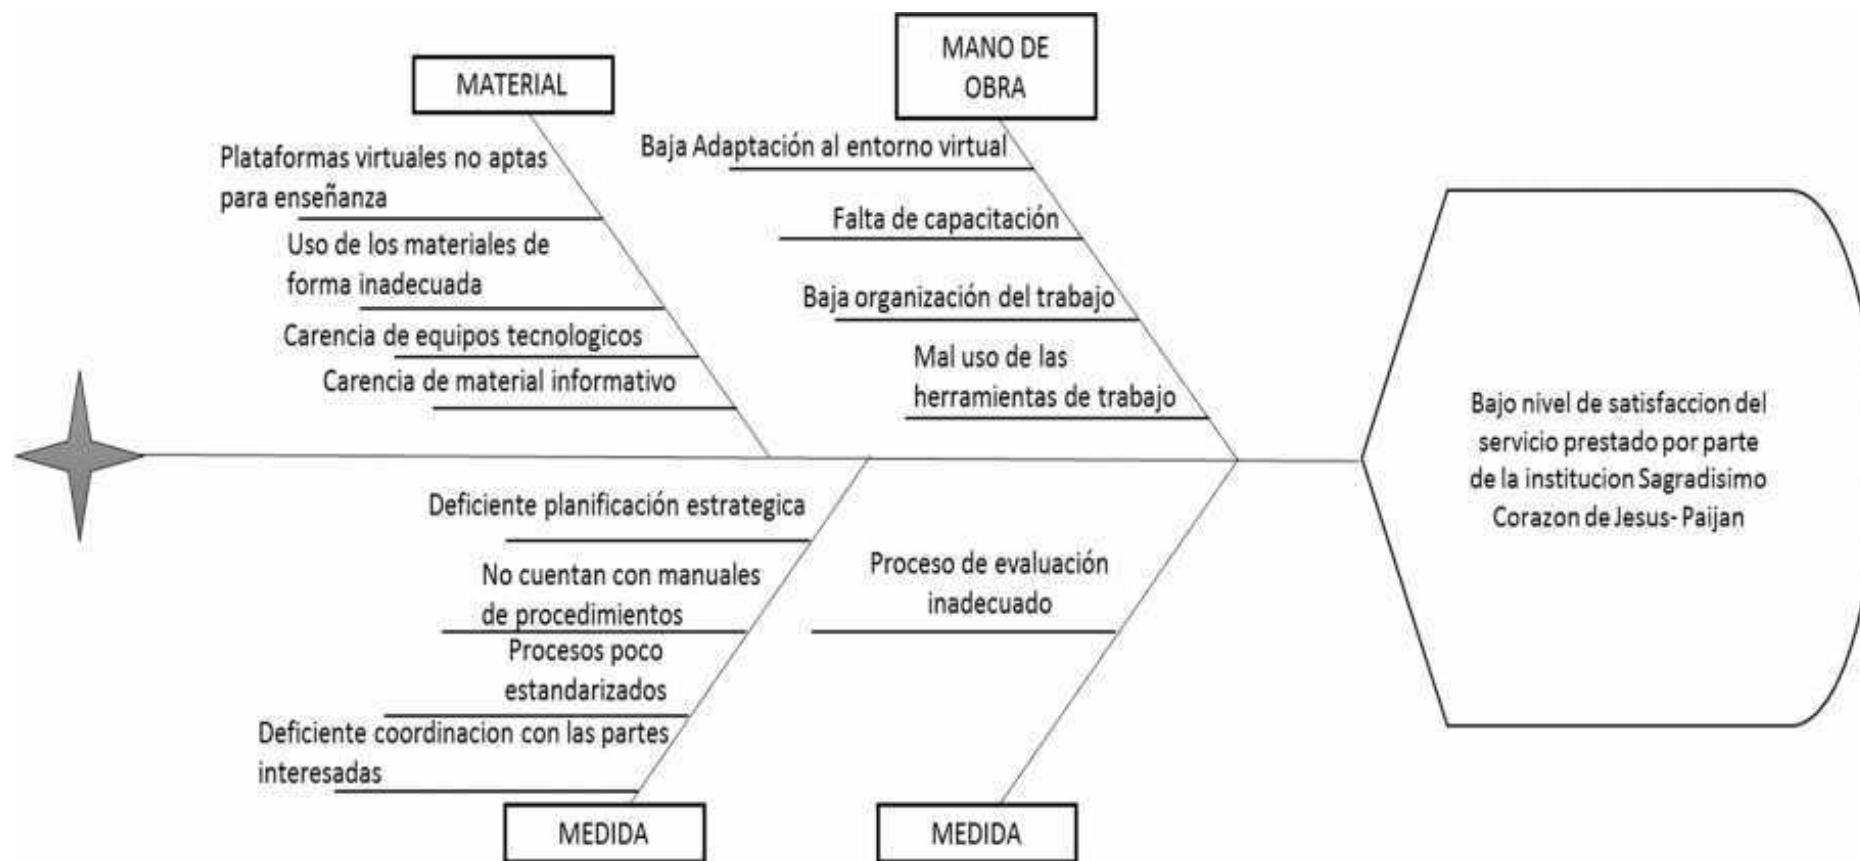 MATERIAL
Plataformas virtuales no aptas
para enseñanza
Uso de los materiales de
forma inadecuada
Carencia de equipos tecnologicos
Carencia de material informativo
MANO DE
OBRA
Baja Adaptación al entorno virtual
Falta de capacitación
Baja organización del trabajo
Mal uso de las
herramientas de trabajo
Bajo nivel de satisfaccion del
servicio prestado por parte
de la institucion Sagradisimo
Corazon de Jesus- Paijan
Deficiente planificación estrategica
No cuentan con manuales
de procedimientos
Procesos poco
estandarizados
Deficiente coordinacion con las partes
interesadas
MEDIDA
Proceso de evaluación
inadecuado
MEDIDA